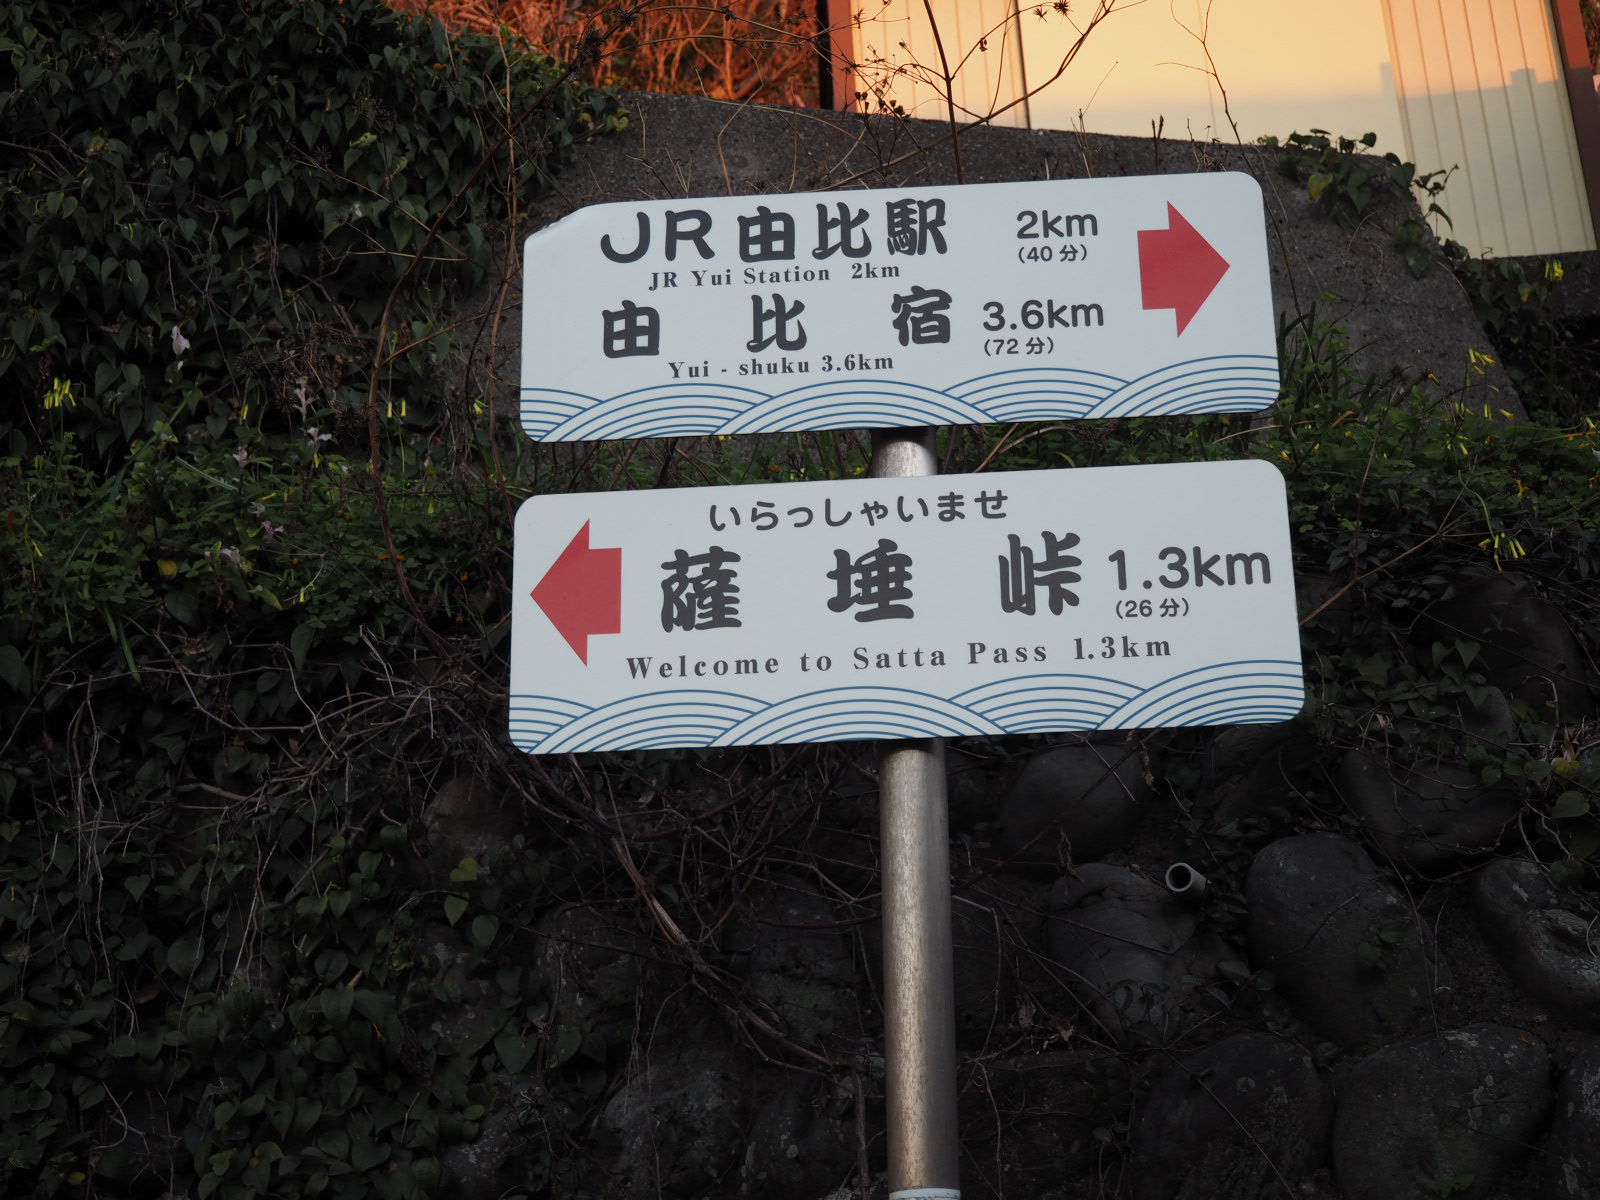 JR由比駅 2km
(40分)
JR Yui Station 2km
由比宿 3.6km
(72分)
Yui - shuku 3.6km
いらっしゃいませ
薩埵峠 1.3km
(26分)
Welcome to Satta Pass 1.3km